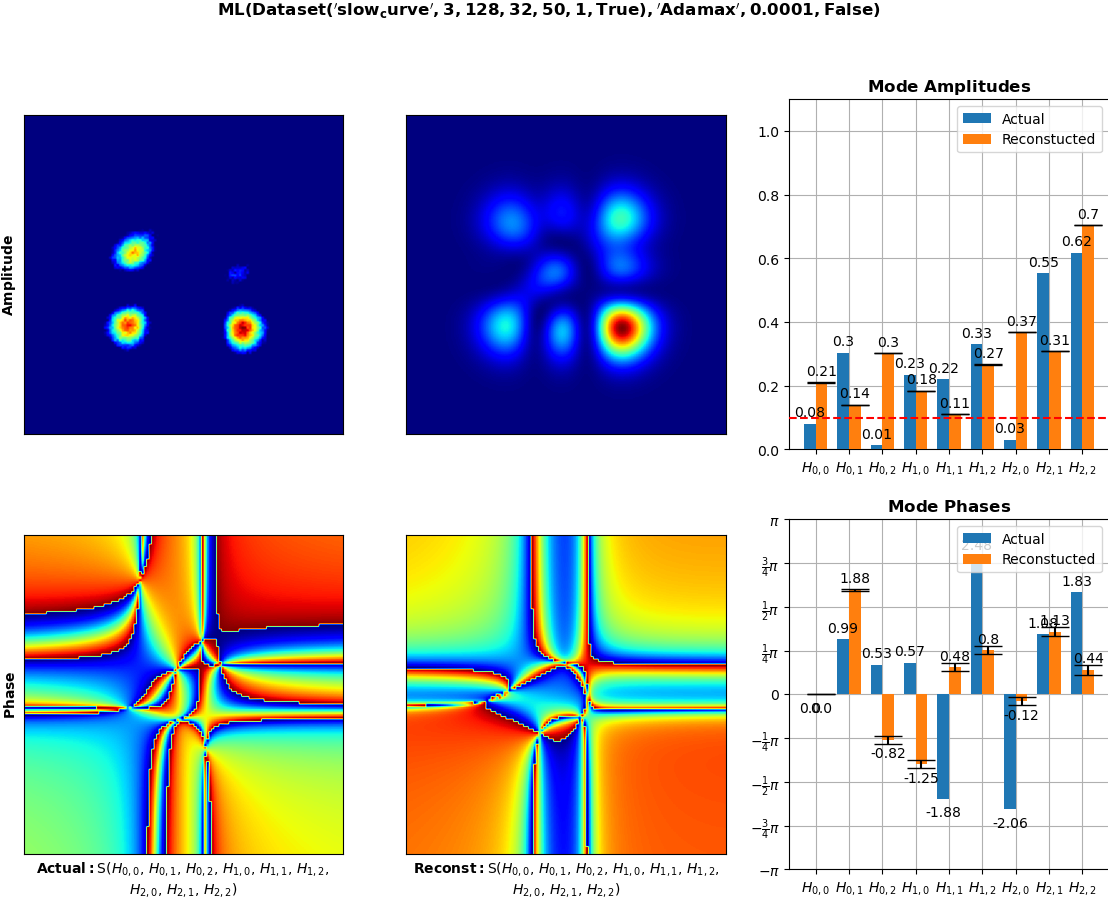 ML(Dataset('slow_curve', 3, 128, 32, 50, 1, True), 'Adamax', 0.0001, False)
Amplitude
Mode Amplitudes
Actual
Reconstucted
1.0
0.8
0.6
0.4
0.2
0.0
0.08
0.21
0.3
0.14
0.01
0.3
0.23
0.18
0.22
0.11
0.33
0.27
0.03
0.37
0.55
0.31
0.62
0.7
H0,0 H0,1 H0,2 H1,0 H1,1 H1,2 H2,0 H2,1 H2,2
Phase
Mode Phases
Actual
Reconstucted
π
3/4π
1/2π
1/4π
0
−1/4π
−1/2π
−3/4π
−π
0.0
0.99
1.88
0.53
-0.82
0.57
-1.25
-1.88
0.48
2.48
0.8
-2.06
-0.12
1.13
1.83
0.44
H0,0 H0,1 H0,2 H1,0 H1,1 H1,2 H2,0 H2,1 H2,2
Actual: S(H0,0, H0,1, H0,2, H1,0, H1,1, H1,2,
H2,0, H2,1, H2,2)
Reconst: S(H0,0, H0,1, H0,2, H1,0, H1,1, H1,2,
H2,0, H2,1, H2,2)